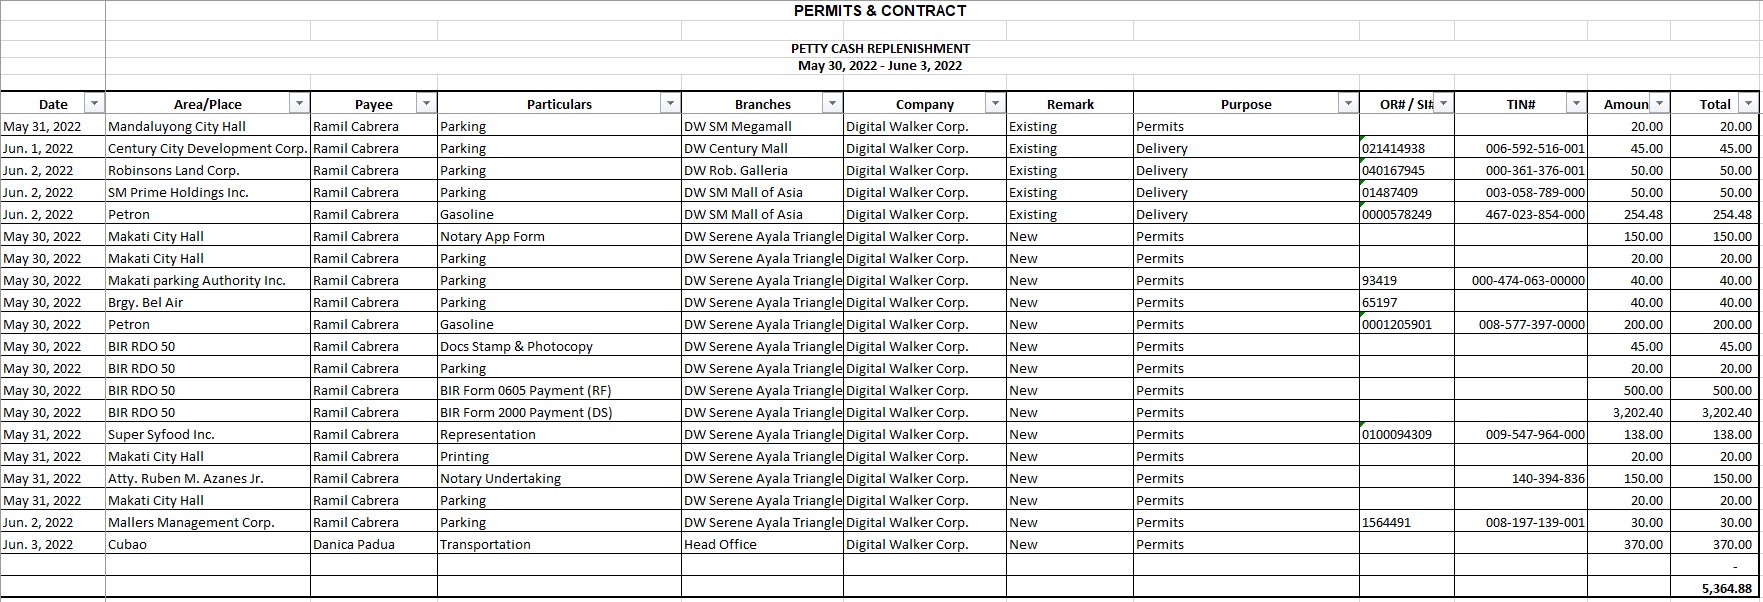 PERMITS & CONTRACT
PETTY CASH REPLENISHMENT
May 30, 2022 - June 3, 2022
Date Area/Place Payee Particulars Branches Company Remark Purpose OR# / SI# TIN# Amoun Total
May 31, 2022 Mandaluyong City Hall Ramil Cabrera Parking DW SM Megamall Digital Walker Corp. Existing Permits 20.00 20.00
Jun. 1, 2022 Century City Development Corp. Ramil Cabrera Parking DW Century Mall Digital Walker Corp. Existing Delivery 021414938 006-592-516-001 45.00 45.00
Jun. 2, 2022 Robinsons Land Corp. Ramil Cabrera Parking DW Rob. Galleria Digital Walker Corp. Existing Delivery 040167945 000-361-376-001 50.00 50.00
Jun. 2, 2022 SM Prime Holdings Inc. Ramil Cabrera Parking DW SM Mall of Asia Digital Walker Corp. Existing Delivery 01487409 003-058-789-000 50.00 50.00
Jun. 2, 2022 Petron Ramil Cabrera Gasoline DW SM Mall of Asia Digital Walker Corp. Existing Delivery 0000578249 467-023-854-000 254.48 254.48
May 30, 2022 Makati City Hall Ramil Cabrera Notary App Form DW Serene Ayala Triangle Digital Walker Corp. New Permits 150.00 150.00
May 30, 2022 Makati City Hall Ramil Cabrera Parking DW Serene Ayala Triangle Digital Walker Corp. New Permits 20.00 20.00
May 30, 2022 Makati parking Authority Inc. Ramil Cabrera Parking DW Serene Ayala Triangle Digital Walker Corp. New Permits 93419 000-474-063-00000 40.00 40.00
May 30, 2022 Brgy. Bel Air Ramil Cabrera Parking DW Serene Ayala Triangle Digital Walker Corp. New Permits 65197 40.00 40.00
May 30, 2022 Petron Ramil Cabrera Gasoline DW Serene Ayala Triangle Digital Walker Corp. New Permits 0001205901 008-577-397-0000 200.00 200.00
May 30, 2022 BIR RDO 50 Ramil Cabrera Docs Stamp & Photocopy DW Serene Ayala Triangle Digital Walker Corp. New Permits 45.00 45.00
May 30, 2022 BIR RDO 50 Ramil Cabrera Parking DW Serene Ayala Triangle Digital Walker Corp. New Permits 20.00 20.00
May 30, 2022 BIR RDO 50 Ramil Cabrera BIR Form 0605 Payment (RF) DW Serene Ayala Triangle Digital Walker Corp. New Permits 500.00 500.00
May 30, 2022 BIR RDO 50 Ramil Cabrera BIR Form 2000 Payment (DS) DW Serene Ayala Triangle Digital Walker Corp. New Permits 3,202.40 3,202.40
May 31, 2022 Super Syfood Inc. Ramil Cabrera Representation DW Serene Ayala Triangle Digital Walker Corp. New Permits 0100094309 009-547-964-000 138.00 138.00
May 31, 2022 Makati City Hall Ramil Cabrera Printing DW Serene Ayala Triangle Digital Walker Corp. New Permits 20.00 20.00
May 31, 2022 Atty. Ruben M. Azanes Jr. Ramil Cabrera Notary Undertaking DW Serene Ayala Triangle Digital Walker Corp. New Permits 140-394-836 150.00 150.00
May 31, 2022 Makati City Hall Ramil Cabrera Parking DW Serene Ayala Triangle Digital Walker Corp. New Permits 20.00 20.00
Jun. 2, 2022 Mallers Management Corp. Ramil Cabrera Parking DW Serene Ayala Triangle Digital Walker Corp. New Permits 1564491 008-197-139-001 30.00 30.00
Jun. 3, 2022 Cubao Danica Padua Transportation Head Office Digital Walker Corp. New Permits 370.00 370.00
-
5,364.88